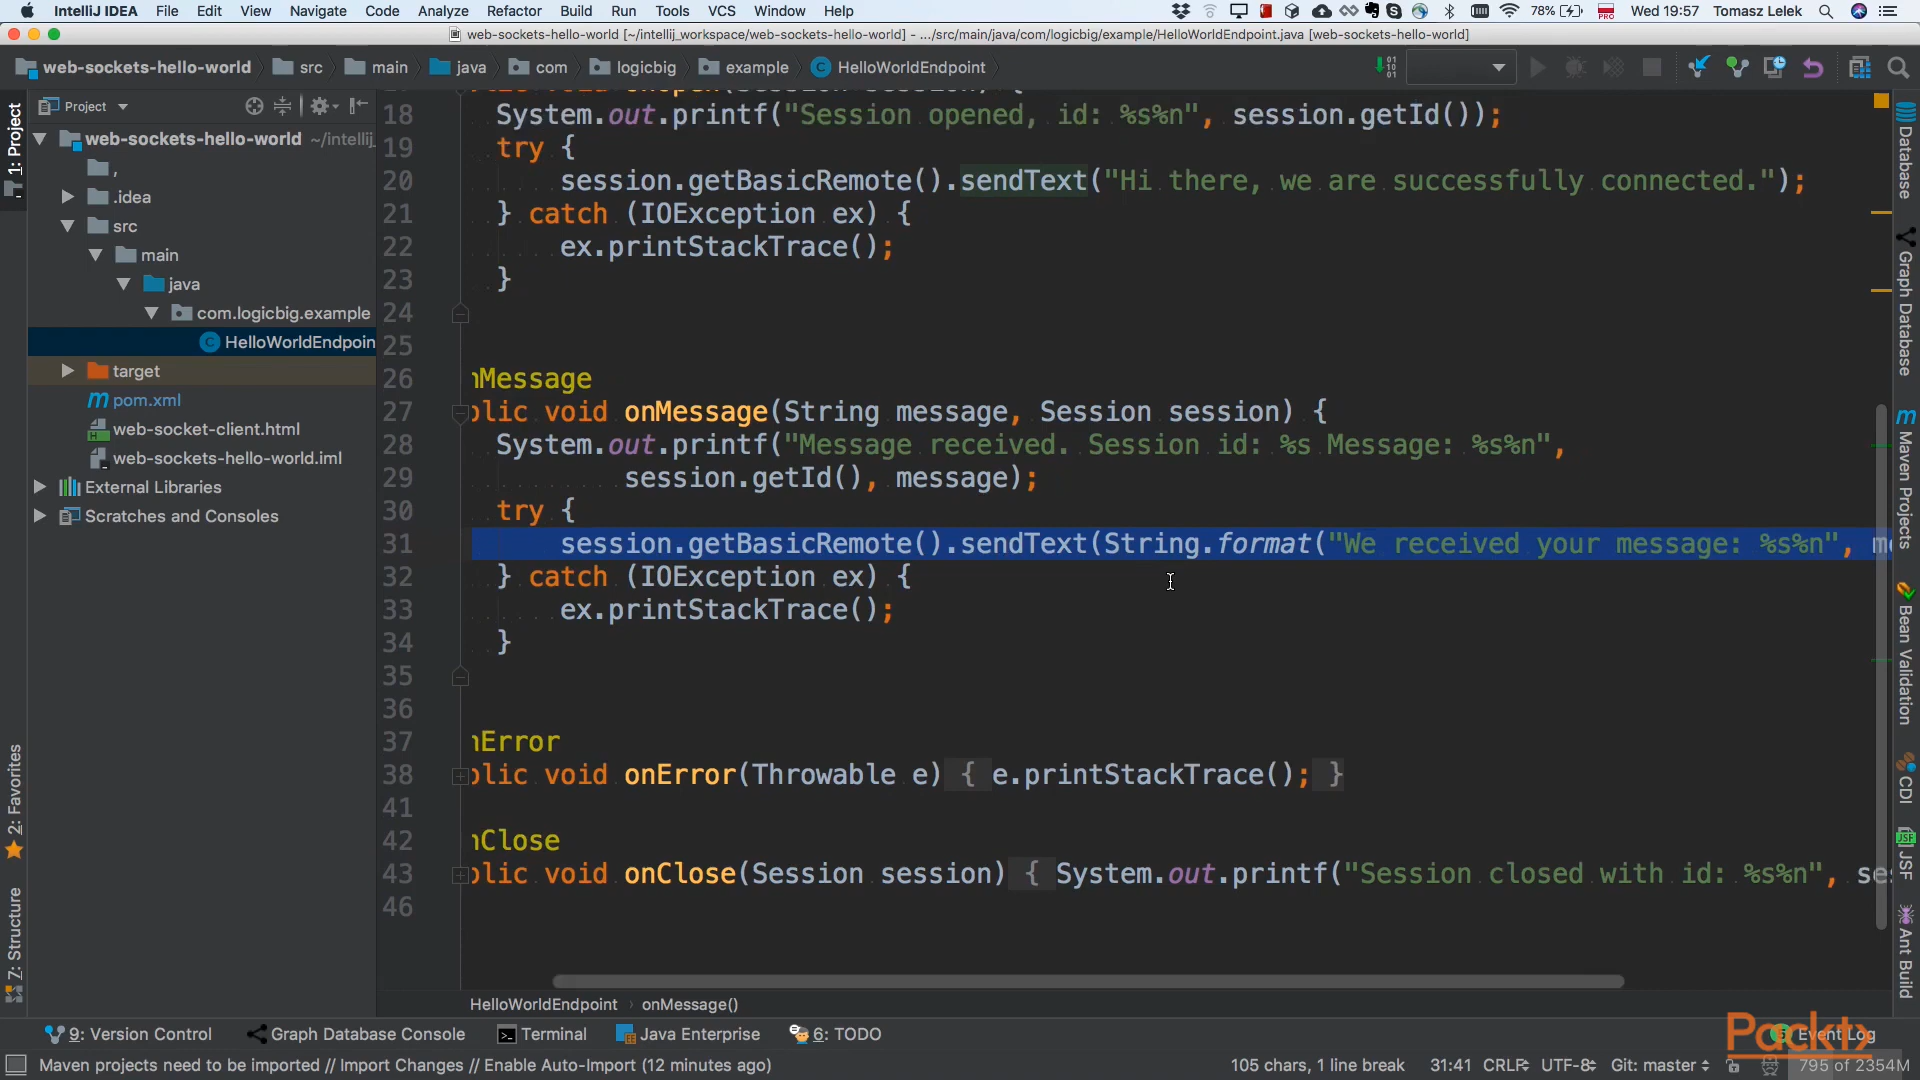 IntelliJ IDEA File Edit View Navigate Code Analyze Refactor Build Run Tools VCS Window Help 78% PRO Wed 19:57 Tomasz Lelek
web-sockets-hello-world [~/intellij_workspace/web-sockets-hello-world] - .../src/main/java/com/logicbig/example/HelloWorldEndpoint.java [web-sockets-hello-world]
web-sockets-hello-world src main java com logicbig example HelloWorldEndpoint
Project
1: Project
web-sockets-hello-world ~/intellij_
,
.idea
src
main
java
com.logicbig.example
HelloWorldEndpoin
target
pom.xml
web-socket-client.html
web-sockets-hello-world.iml
External Libraries
Scratches and Consoles
2: Favorites
7: Structure
18 System.out.printf("Session opened, id: %s%n", session.getId());
19 try {
20 session.getBasicRemote().sendText("Hi there, we are successfully connected.");
21 } catch (IOException ex) {
22 ex.printStackTrace();
23 }
24
25
26 nMessage
27 blic void onMessage(String message, Session session) {
28 System.out.printf("Message received. Session id: %s Message: %s%n",
29 session.getId(), message);
30 try {
31 session.getBasicRemote().sendText(String.format("We received your message: %s%n", me
32 } catch (IOException ex) {
33 ex.printStackTrace();
34 }
35
36
37 nError
38 blic void onError(Throwable e) { e.printStackTrace(); }
41
42 nClose
43 blic void onClose(Session session) { System.out.printf("Session closed with id: %s%n", ses
46
HelloWorldEndpoint › onMessage()
Database
Graph Database
Maven Projects
Bean Validation
CDI
JSF
Ant Build
9: Version Control Graph Database Console Terminal Java Enterprise 6: TODO Event Log
Packt
Maven projects need to be imported // Import Changes // Enable Auto-Import (12 minutes ago) 105 chars, 1 line break 31:41 CRLF UTF-8 Git: master 795 of 2354M